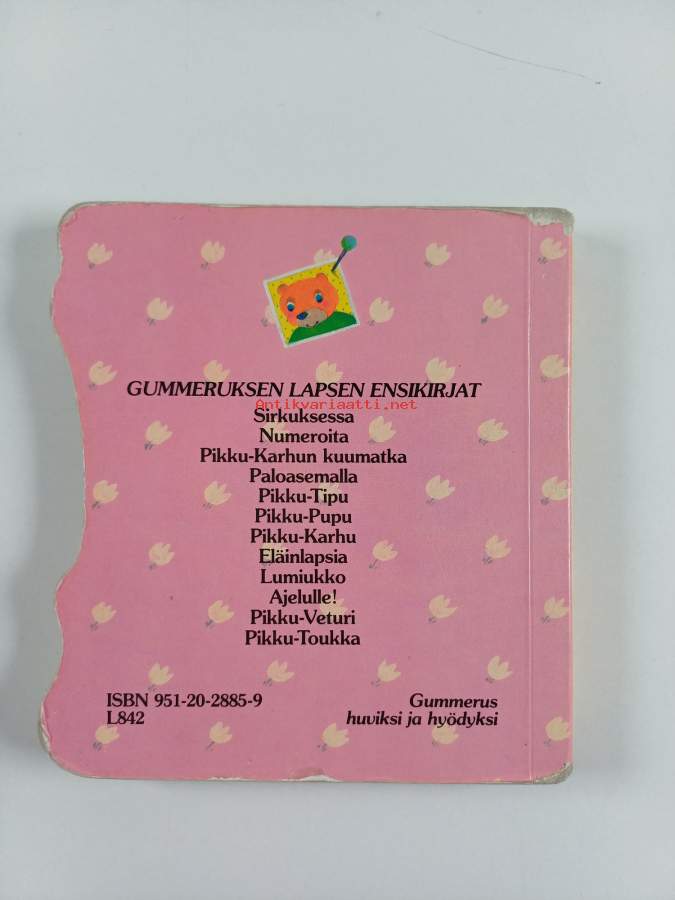 GUMMERUKSEN LAPSEN ENSIKIRJAT
Antikvariaatti.net
Sirkuksessa
Numeroita
Pikku-Karhun kuumatka
Paloasemalla
Pikku-Tipu
Pikku-Pupu
Pikku-Karhu
Eläinlapsia
Lumiukko
Ajelulle!
Pikku-Veturi
Pikku-Toukka
ISBN 951-20-2885-9
L842
Gummerus
huviksi ja hyödyksi